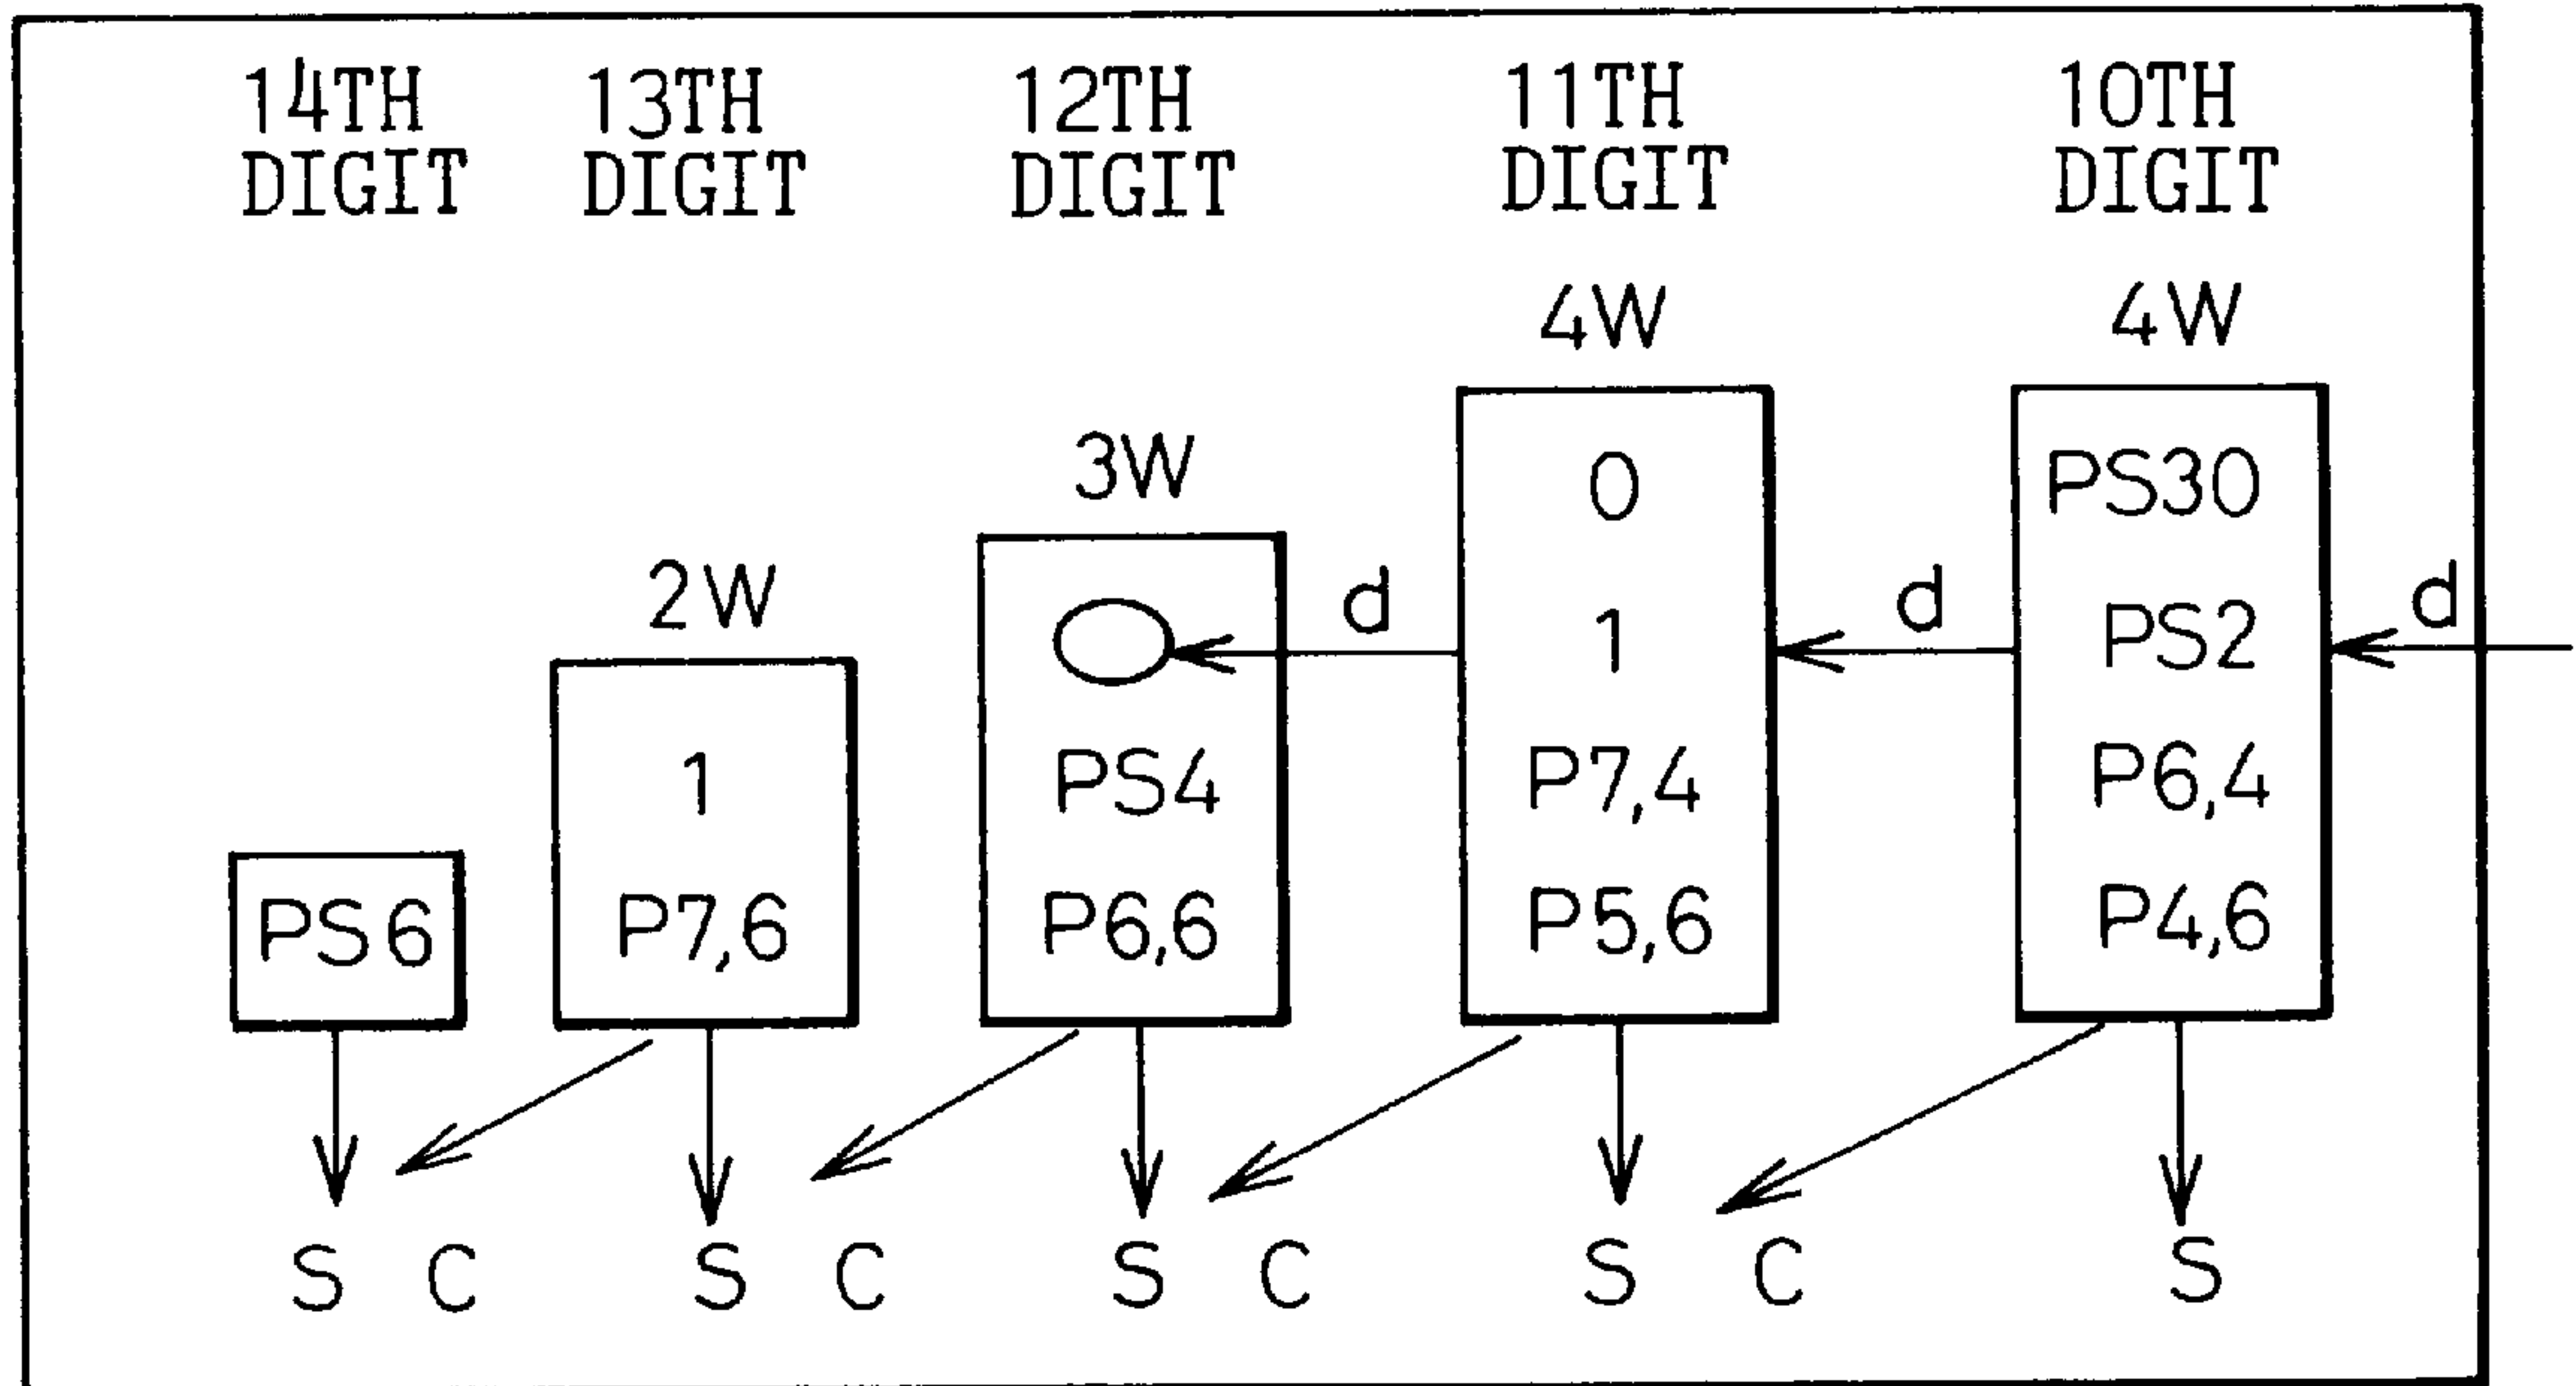 14TH DIGIT
13TH DIGIT
12TH DIGIT
11TH DIGIT
10TH DIGIT
4W
4W
3W
2W
0
PS30
d
d
d
1
PS2
1
PS4
P7,4
P6,4
PS6
P7,6
P6,6
P5,6
P4,6
S C S C S C S C S